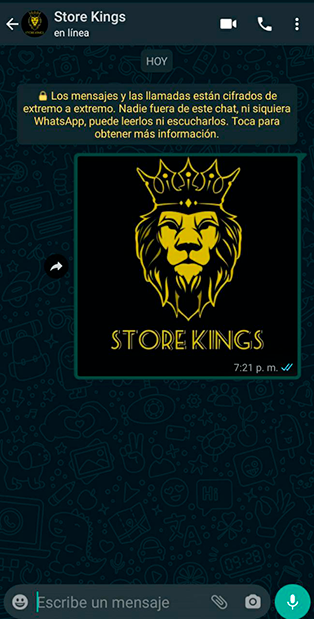 Store Kings
en línea
HOY
Los mensajes y las llamadas están cifrados de
extremo a extremo. Nadie fuera de este chat, ni siquiera
WhatsApp, puede leerlos ni escucharlos. Toca para
obtener más información.
STORE KINGS
7:21 p. m.
Escribe un mensaje